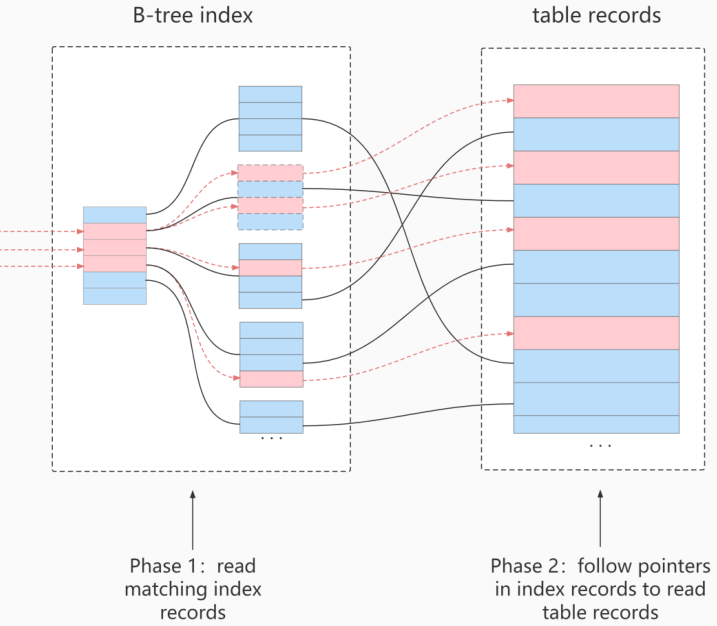 B-tree index
table records
...
...
Phase 1: read
matching index
records
Phase 2: follow pointers
in index records to read
table records